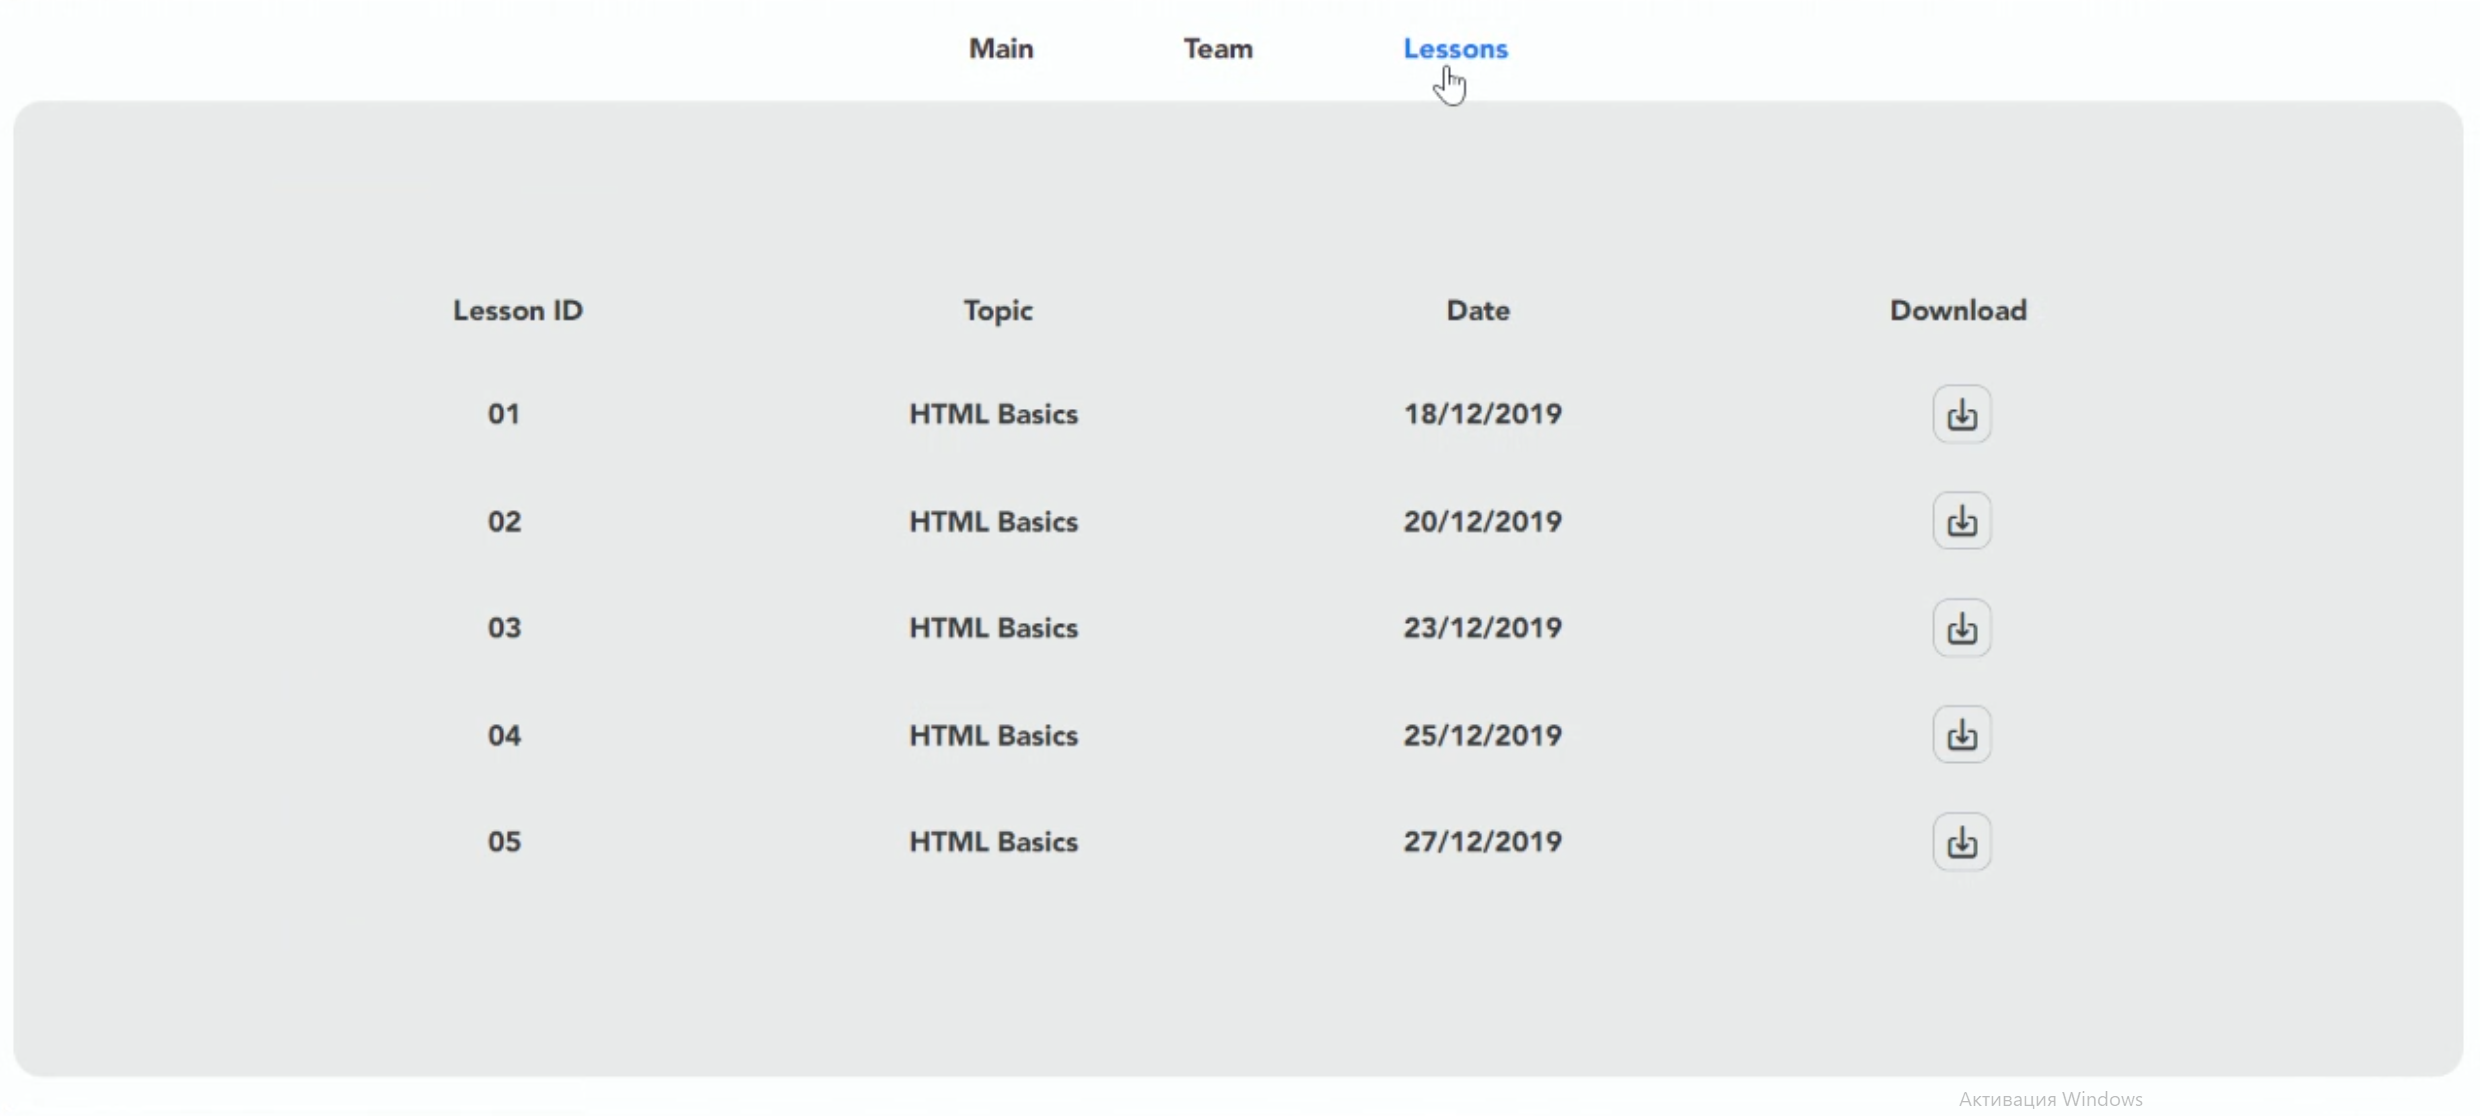 Main Team Lessons
Lesson ID Topic Date Download
01 HTML Basics 18/12/2019
02 HTML Basics 20/12/2019
03 HTML Basics 23/12/2019
04 HTML Basics 25/12/2019
05 HTML Basics 27/12/2019
Активация Windows